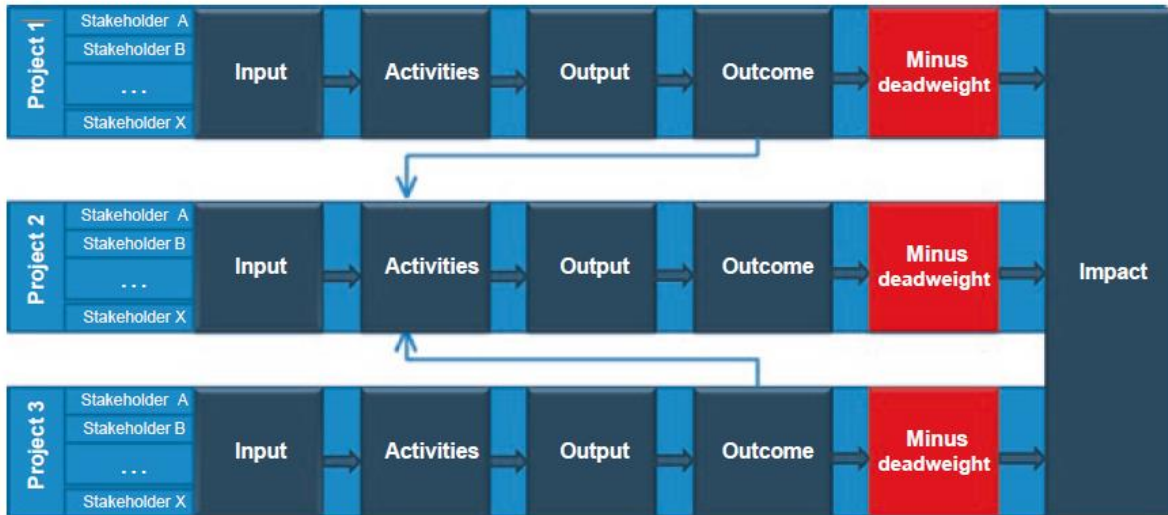 Project 1
Stakeholder A
Stakeholder B
...
Stakeholder X
Input
Activities
Output
Outcome
Minus
deadweight
Project 2
Stakeholder A
Stakeholder B
...
Stakeholder X
Input
Activities
Output
Outcome
Minus
deadweight
Impact
Project 3
Stakeholder A
Stakeholder B
...
Stakeholder X
Input
Activities
Output
Outcome
Minus
deadweight